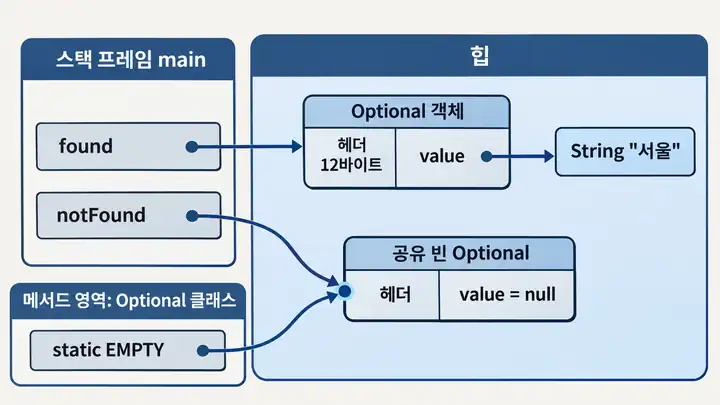 스택 프레임 main
found
notFound
메서드 영역: Optional 클래스
static EMPTY
힙
Optional 객체
헤더
12바이트
value
String "서울"
공유 빈 Optional
헤더
value = null